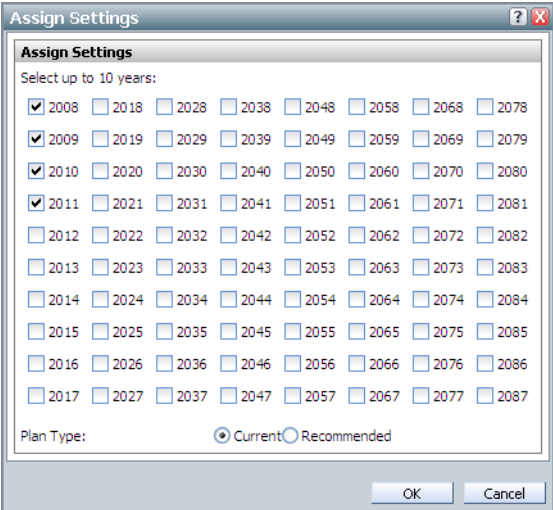 Assign Settings
Assign Settings
Select up to 10 years:
2008 2018 2028 2038 2048 2058 2068 2078
2009 2019 2029 2039 2049 2059 2069 2079
2010 2020 2030 2040 2050 2060 2070 2080
2011 2021 2031 2041 2051 2061 2071 2081
2012 2022 2032 2042 2052 2062 2072 2082
2013 2023 2033 2043 2053 2063 2073 2083
2014 2024 2034 2044 2054 2064 2074 2084
2015 2025 2035 2045 2055 2065 2075 2085
2016 2026 2036 2046 2056 2066 2076 2086
2017 2027 2037 2047 2057 2067 2077 2087
Plan Type: Current Recommended
OK Cancel